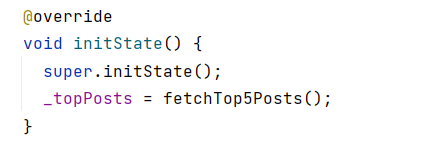 @override
void initState() {
  super.initState();
  _topPosts = fetchTop5Posts();
}